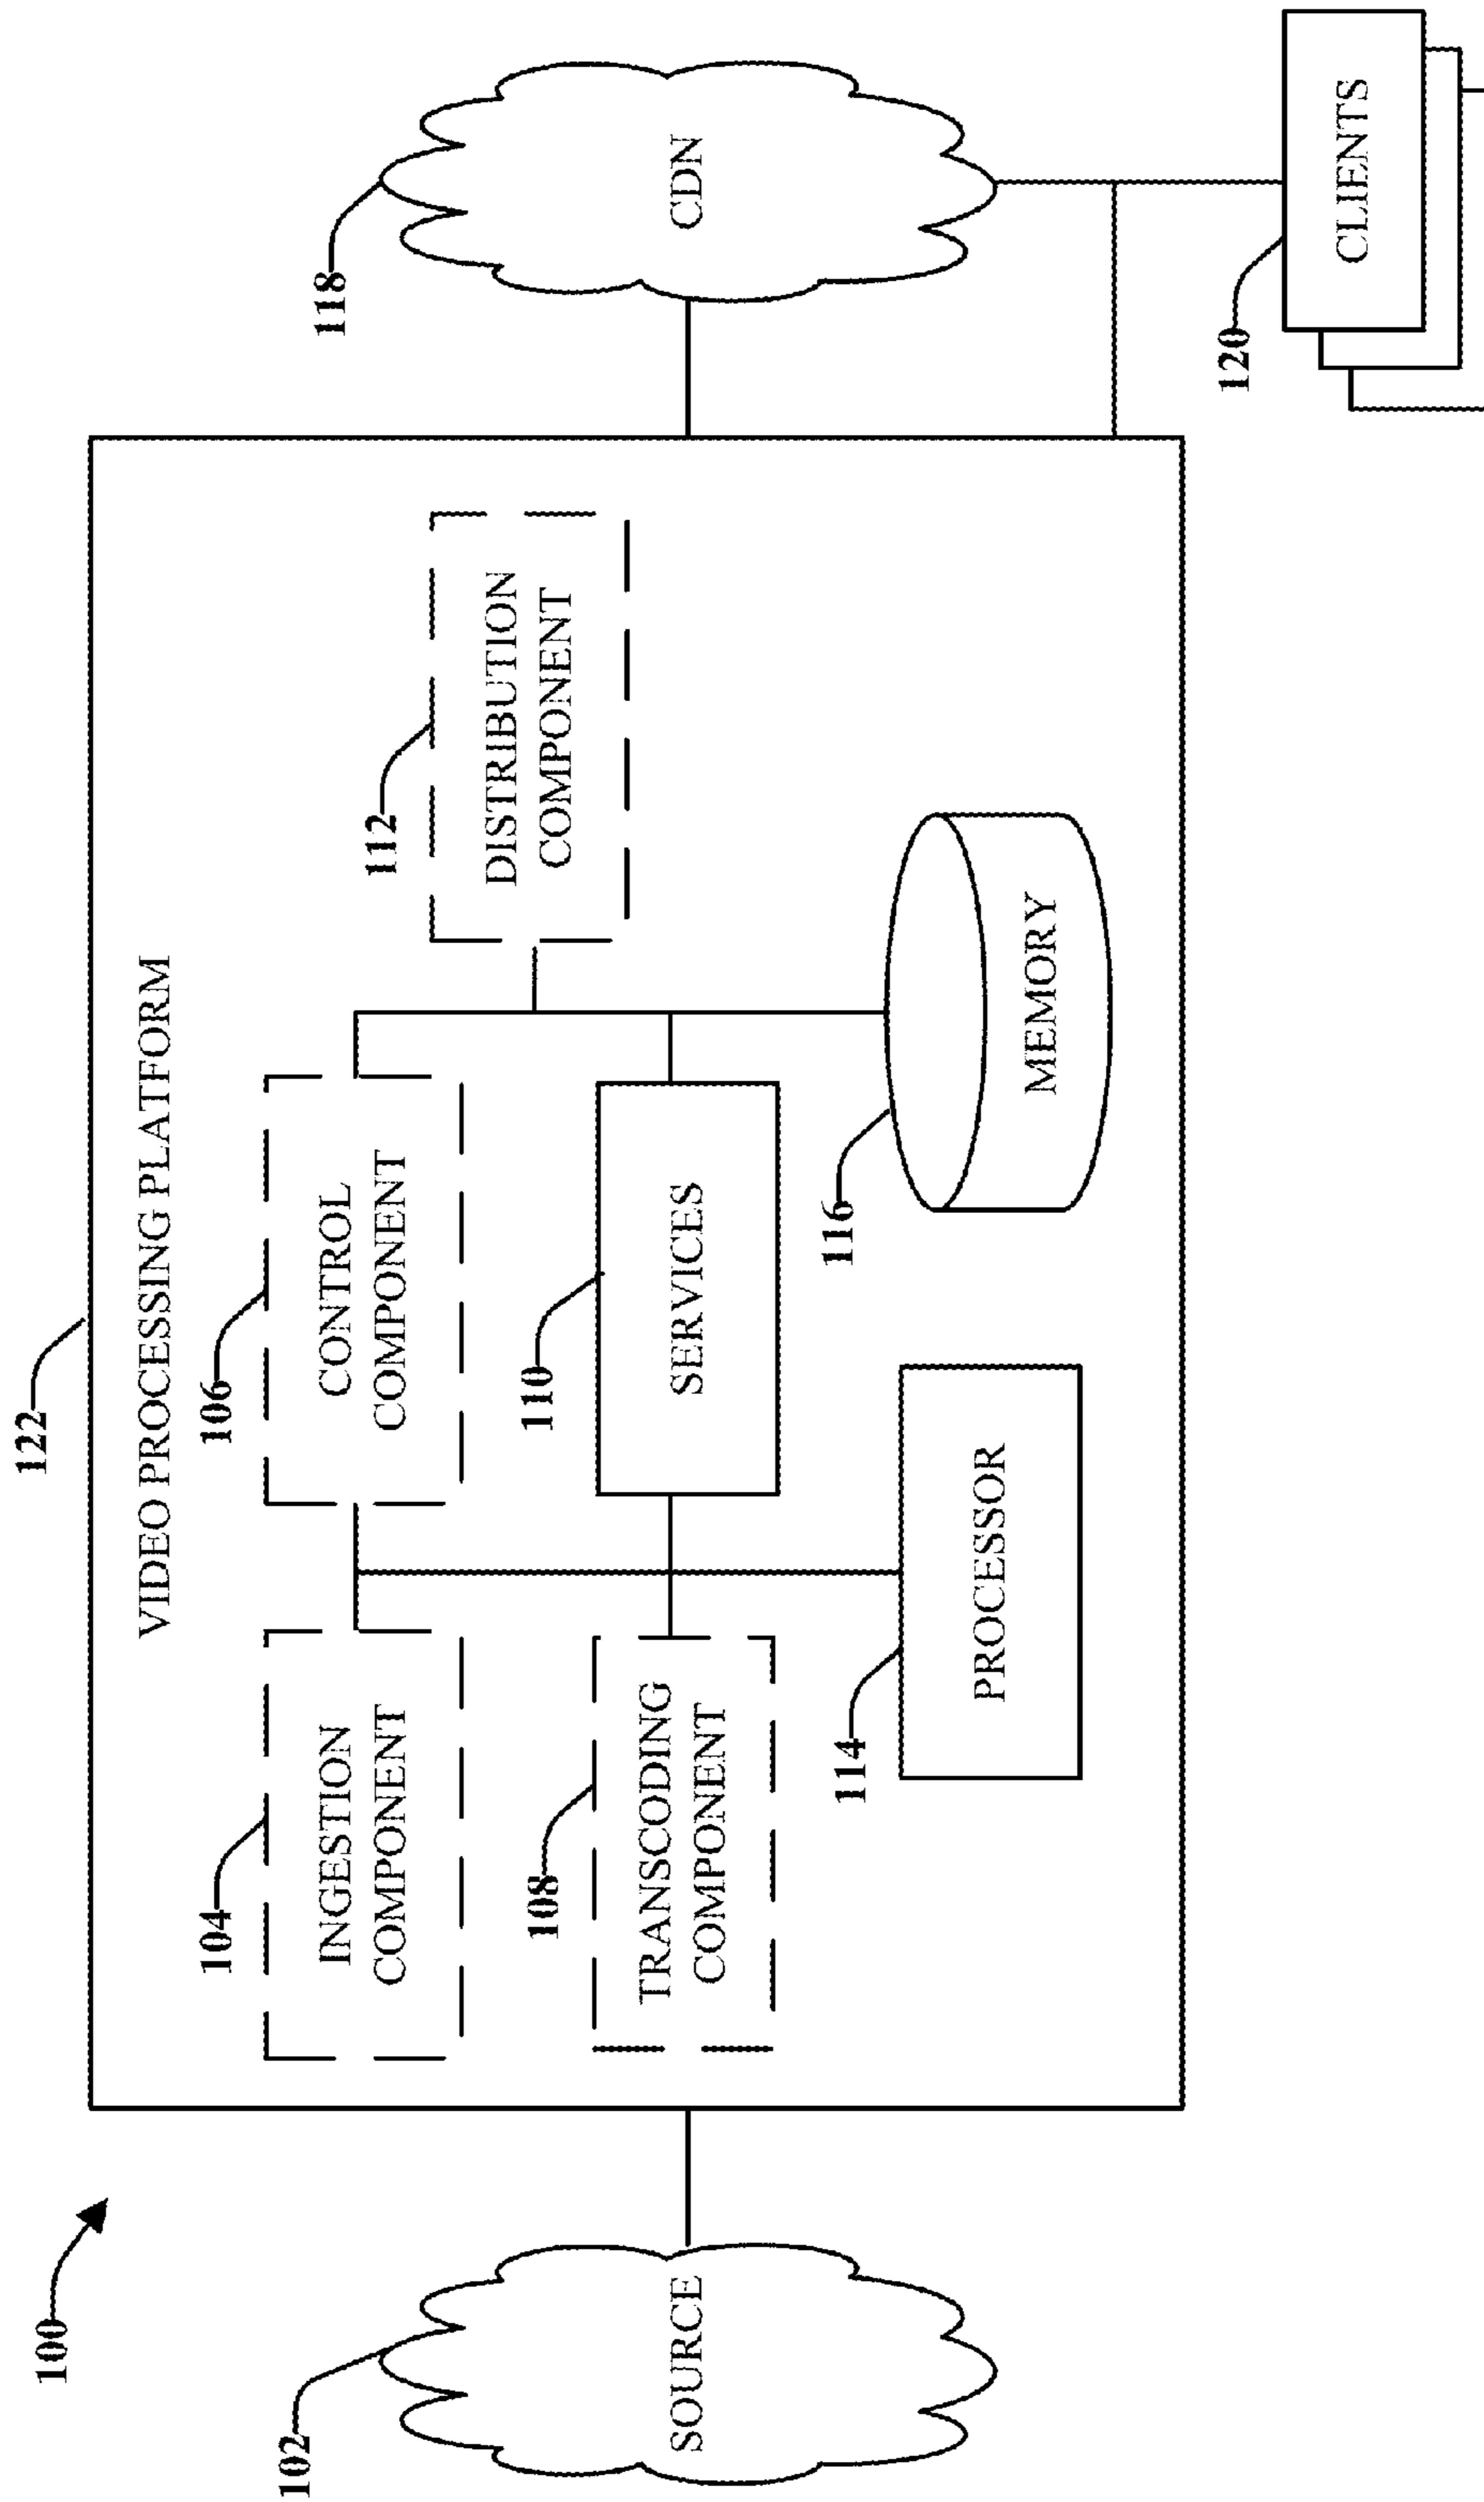 100
122
VIDEO PROCESSING PLATFORM
102
SOURCE
104
INGESTION
COMPONENT
106
CONTROL
COMPONENT
108
TRANSCODING
COMPONENT
110
SERVICES
112
DISTRIBUTION
COMPONENT
114
PROCESSOR
116
MEMORY
118
CDN
120
CLIENTS